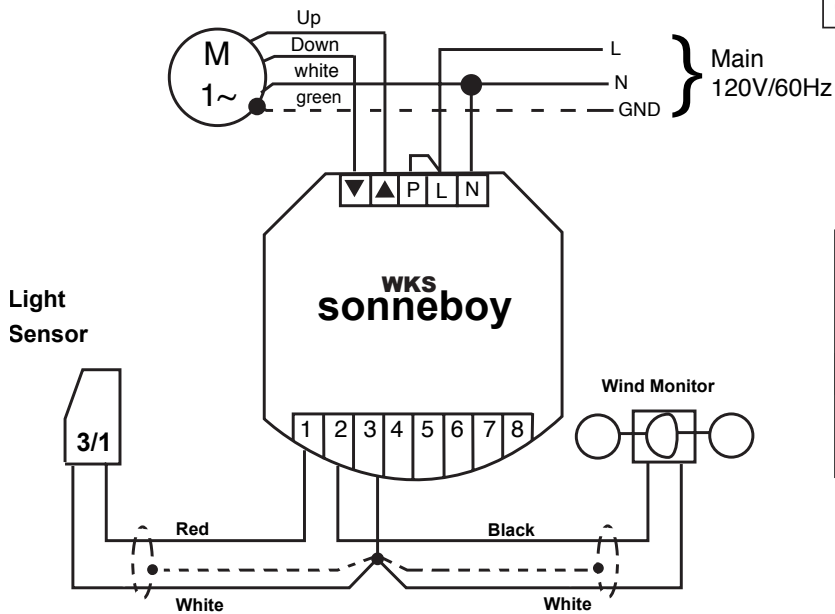 Up
Down
white
green
M
1~
L
N
GND
Main
120V/60Hz
▼ ▲ P L N
WKS
sonneboy
Light
Sensor
3/1
Wind Monitor
1 2 3 4 5 6 7 8
Red
Black
White
White